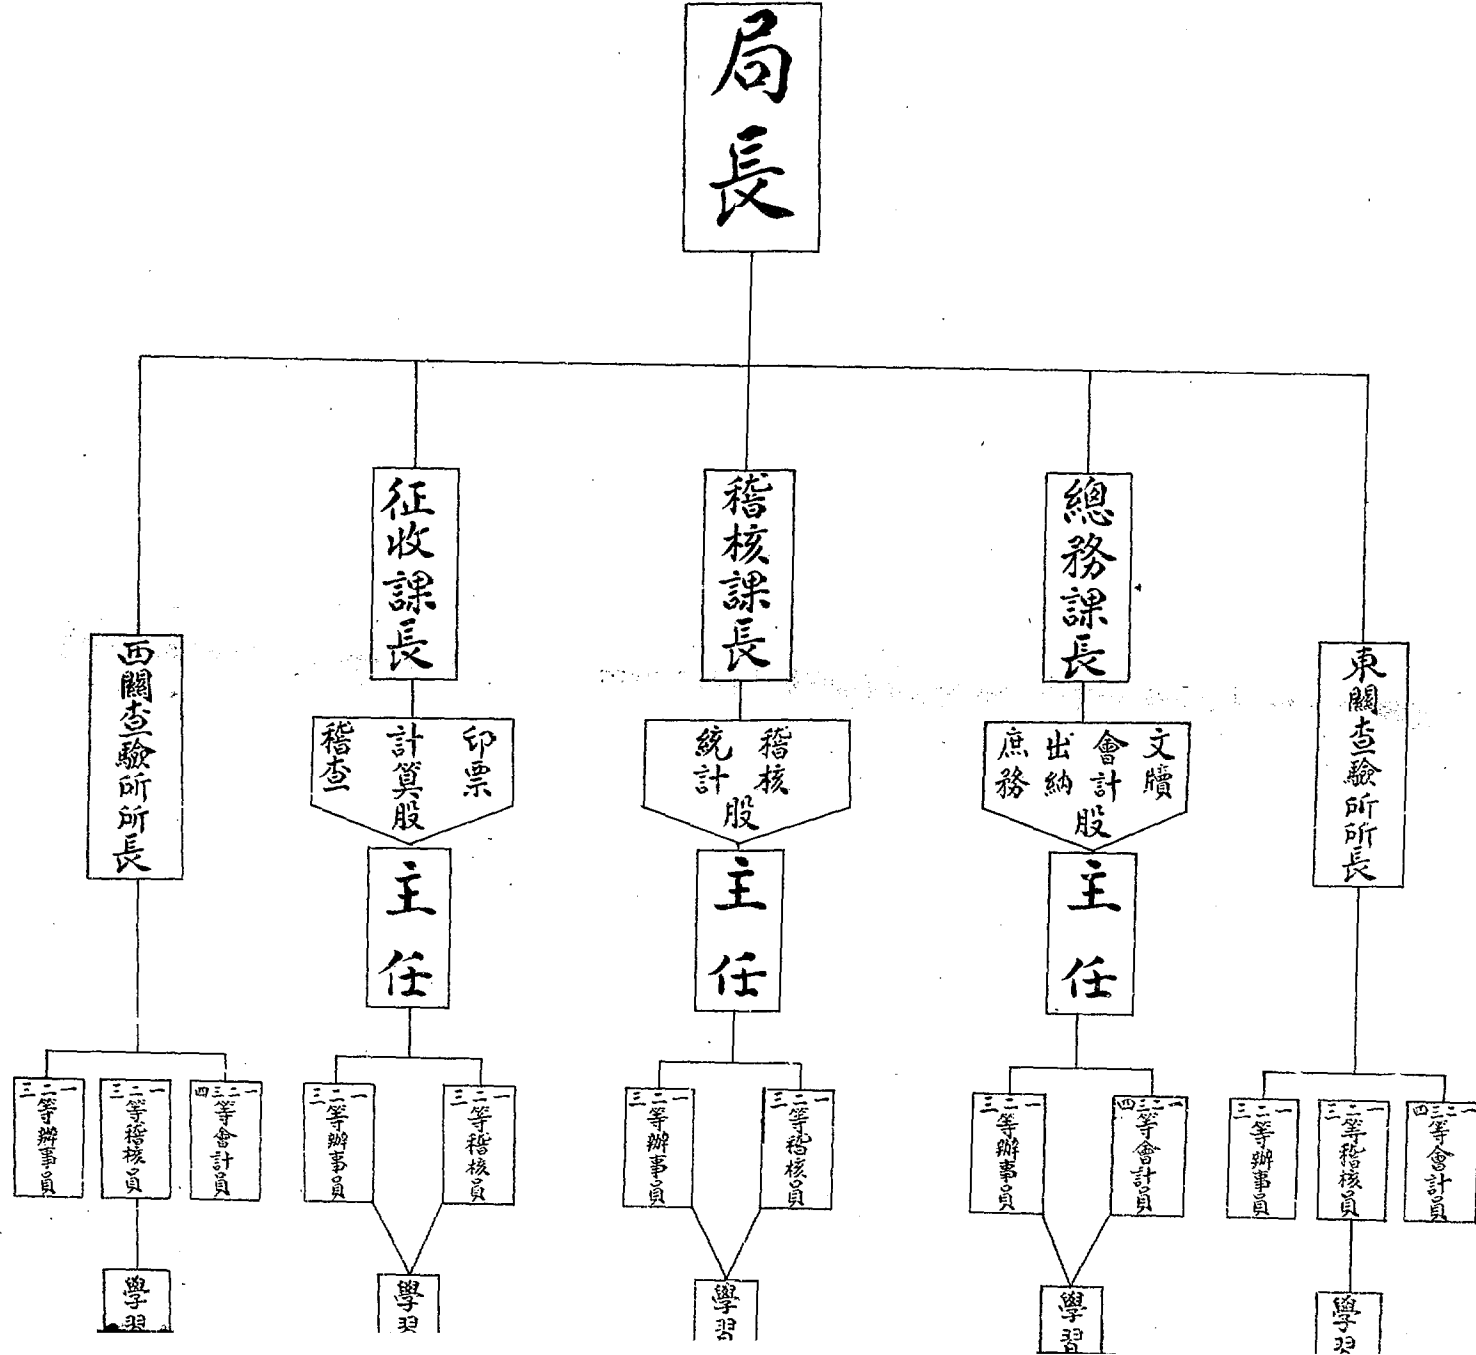 局長
總務課長
稽核課長
征收課長
東關查驗所所長
西關查驗所所長
文牘
會計
出納
庶務
股
稽核
統計
股
印票
計算股
稽查
主任
主任
主任
一二三四等會計員
一二三等稽核員
一二三等辦事員
一二三四等會計員
一二三等辦事員
一二三等稽核員
一二三等辦事員
一二三等稽核員
一二三等辦事員
一二三四等會計員
一二三等稽核員
一二三等辦事員
學習
學習
學習
學習
學習